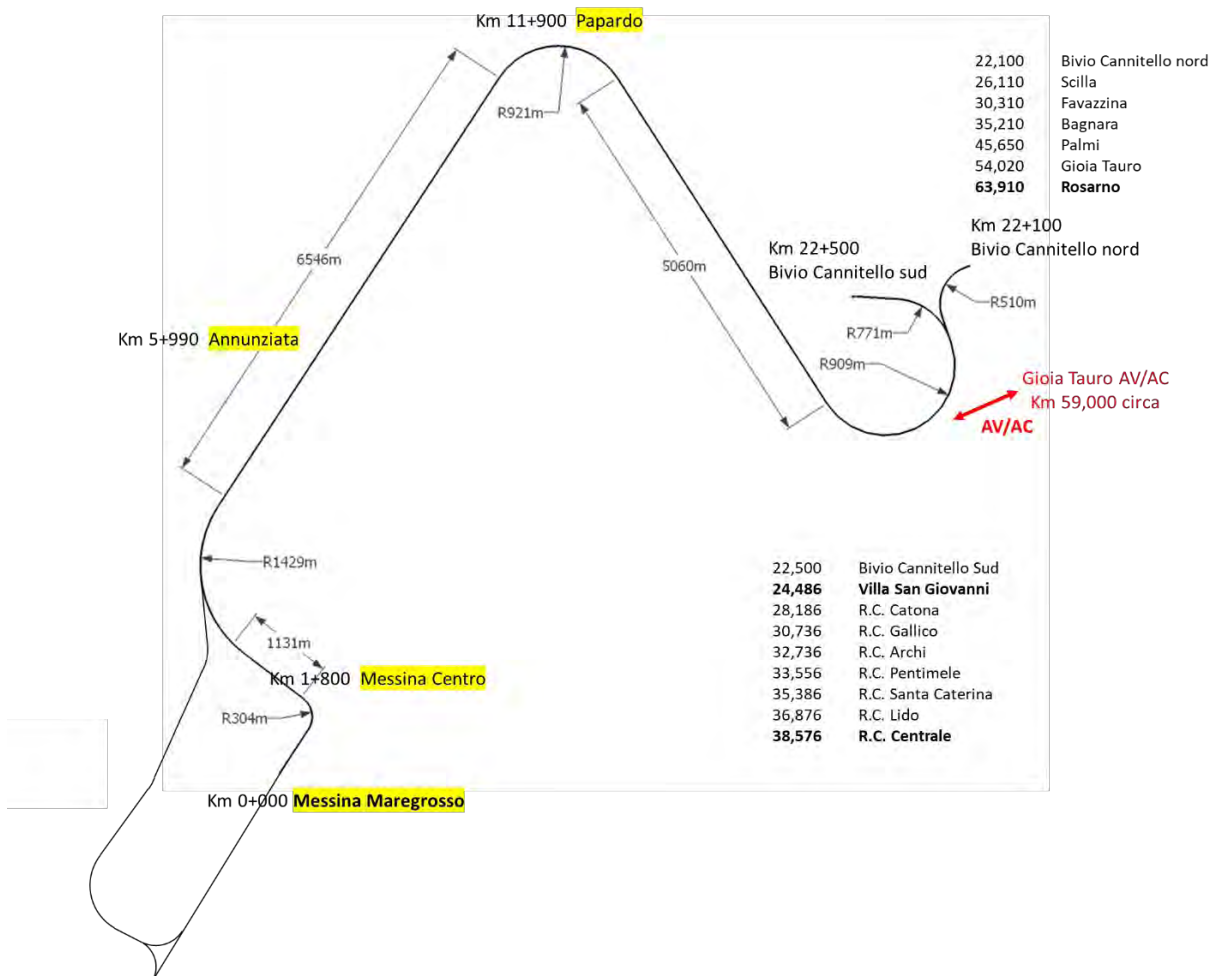 Km 11+900 Papardo
22,100 Bivio Cannitello nord
26,110 Scilla
30,310 Favazzina
35,210 Bagnara
45,650 Palmi
54,020 Gioia Tauro
63,910 Rosarno
R921m
6546m
5060m
Km 22+100
Bivio Cannitello nord
Km 22+500
Bivio Cannitello sud
R510m
R771m
R909m
Km 5+990 Annunziata
Gioia Tauro AV/AC
Km 59,000 circa
AV/AC
R1429m
1131m
Km 1+800 Messina Centro
R304m
Km 0+000 Messina Maregrosso
22,500 Bivio Cannitello Sud
24,486 Villa San Giovanni
28,186 R.C. Catona
30,736 R.C. Gallico
32,736 R.C. Archi
33,556 R.C. Pentimele
35,386 R.C. Santa Caterina
36,876 R.C. Lido
38,576 R.C. Centrale